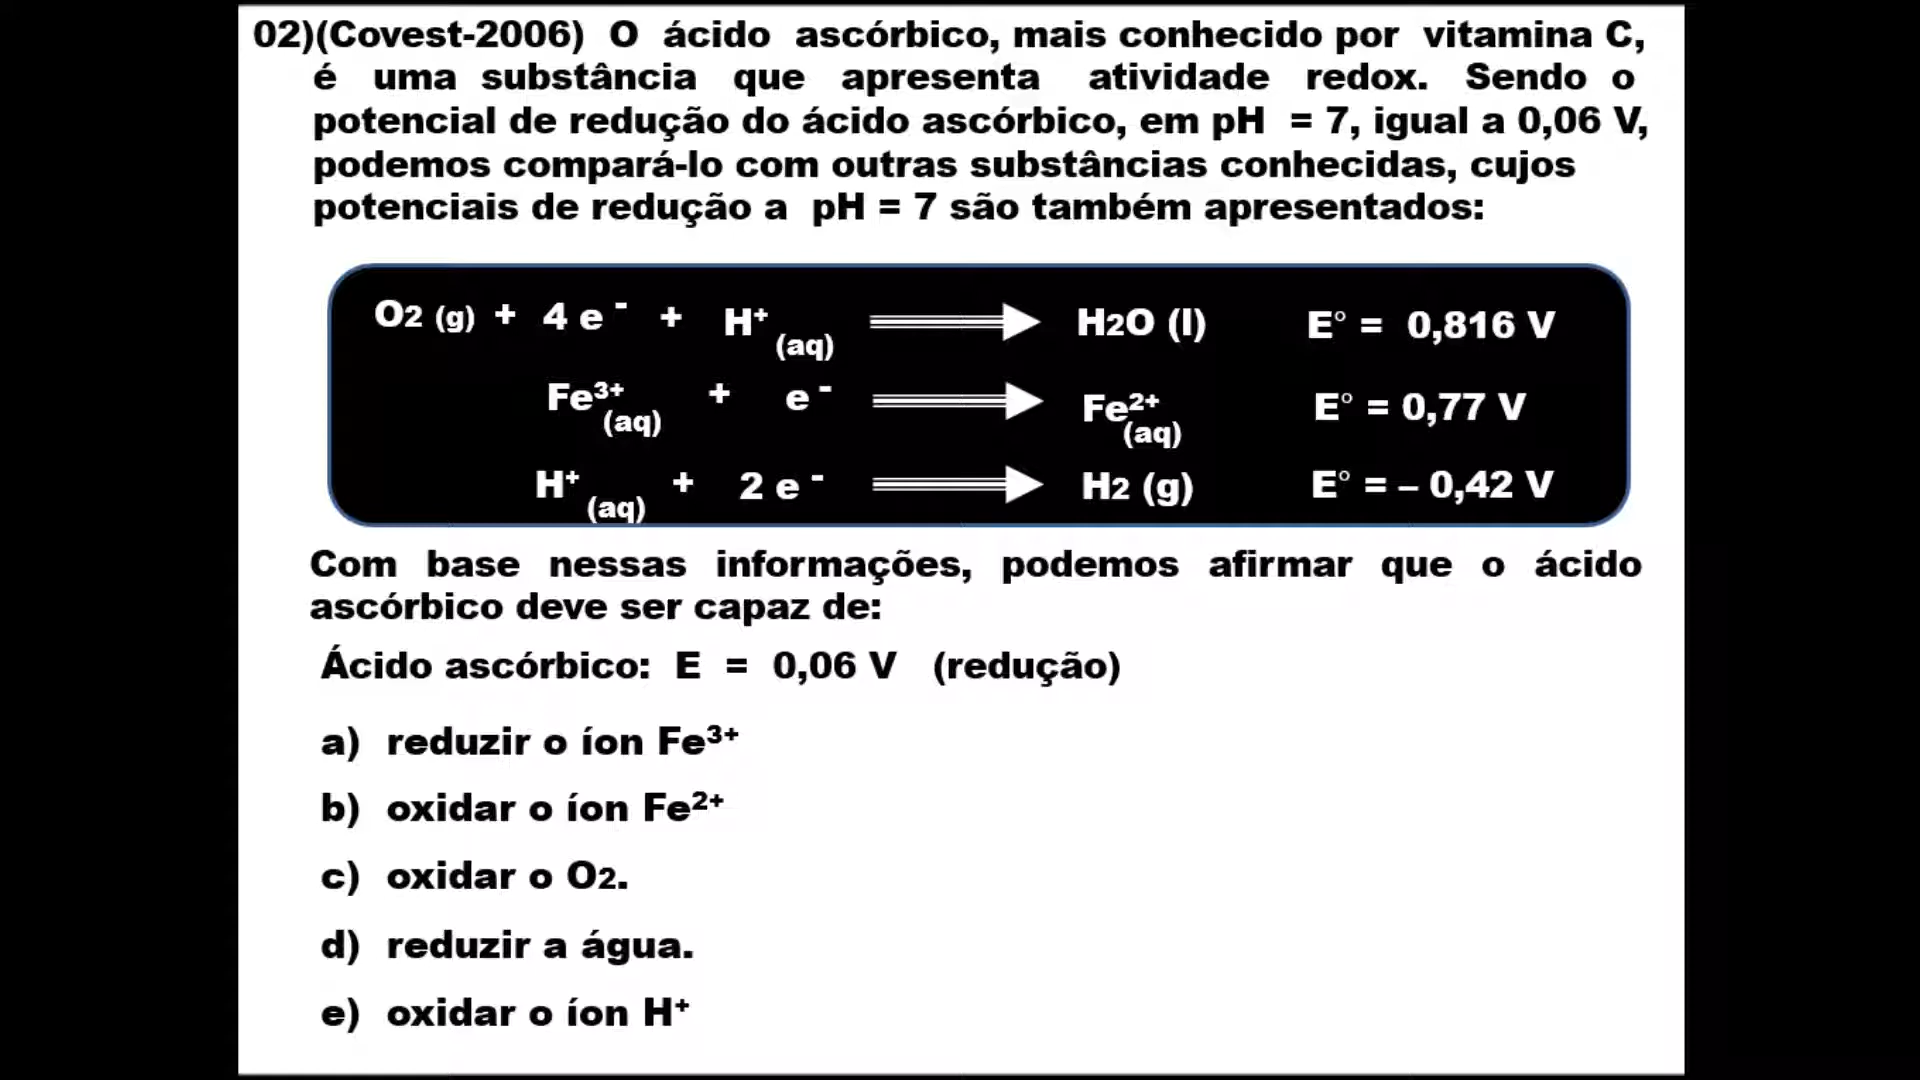 02)(Covest-2006) O ácido ascórbico, mais conhecido por vitamina C,
é uma substância que apresenta atividade redox. Sendo o
potencial de redução do ácido ascórbico, em pH = 7, igual a 0,06 V,
podemos compará-lo com outras substâncias conhecidas, cujos
potenciais de redução a pH = 7 são também apresentados:
O2 (g) + 4 e⁻ + H⁺ (aq) ⟶ H2O (l) E° = 0,816 V
Fe³⁺ (aq) + e⁻ ⟶ Fe²⁺ (aq) E° = 0,77 V
H⁺ (aq) + 2 e⁻ ⟶ H2 (g) E° = – 0,42 V
Com base nessas informações, podemos afirmar que o ácido
ascórbico deve ser capaz de:
Ácido ascórbico: E = 0,06 V (redução)
a) reduzir o íon Fe³⁺
b) oxidar o íon Fe²⁺
c) oxidar o O2.
d) reduzir a água.
e) oxidar o íon H⁺